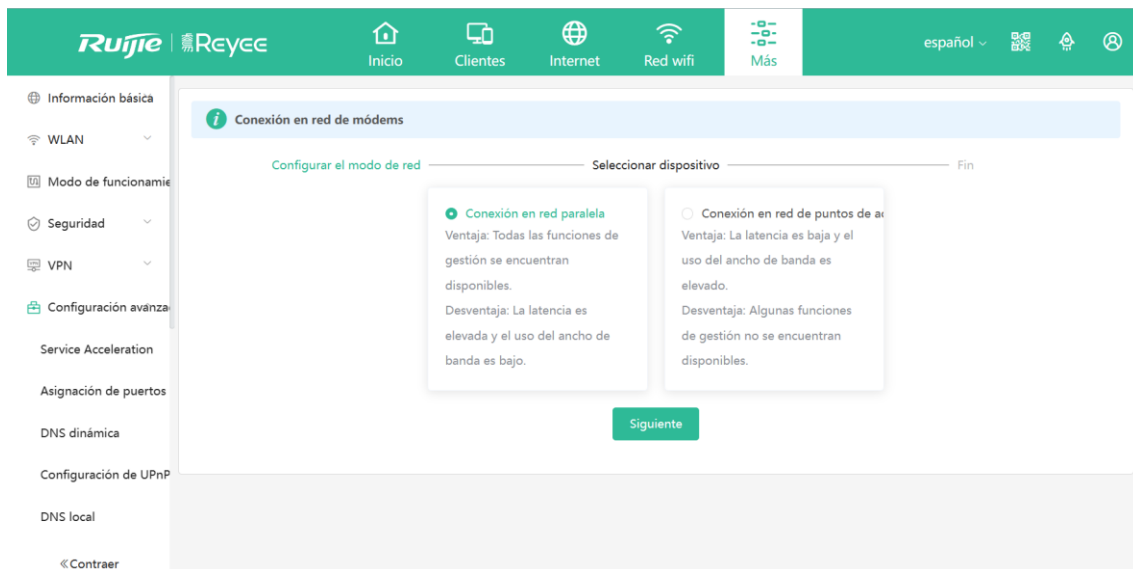 Ruijie | Reyee
Inicio
Clientes
Internet
Red wifi
Más
español
Información básica
WLAN
Modo de funcionamie
Seguridad
VPN
Configuración avanza
Service Acceleration
Asignación de puertos
DNS dinámica
Configuración de UPnP
DNS local
«Contraer
Conexión en red de módems
Configurar el modo de red
Seleccionar dispositivo
Fin
Conexión en red paralela
Ventaja: Todas las funciones de
gestión se encuentran
disponibles.
Desventaja: La latencia es
elevada y el uso del ancho de
banda es bajo.
Conexión en red de puntos de ac
Ventaja: La latencia es baja y el
uso del ancho de banda es
elevado.
Desventaja: Algunas funciones
de gestión no se encuentran
disponibles.
Siguiente